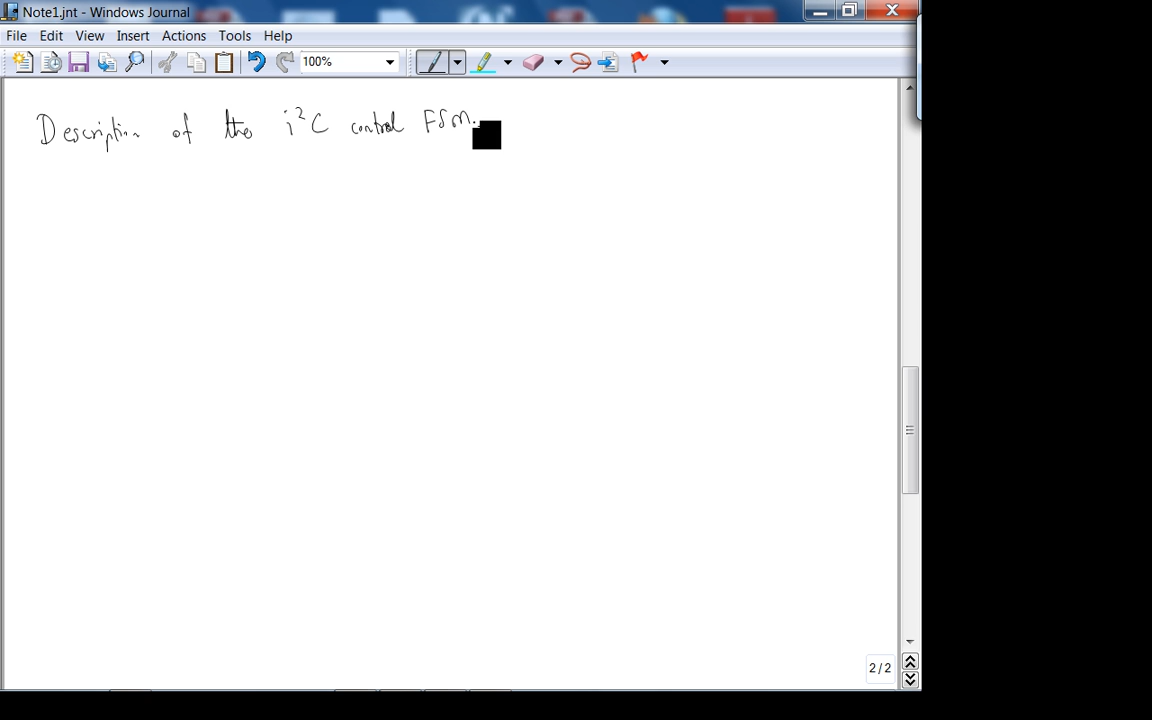 Note1.jnt - Windows Journal
File Edit View Insert Actions Tools Help
100%
Description of the i²C control FSM.
2 / 2